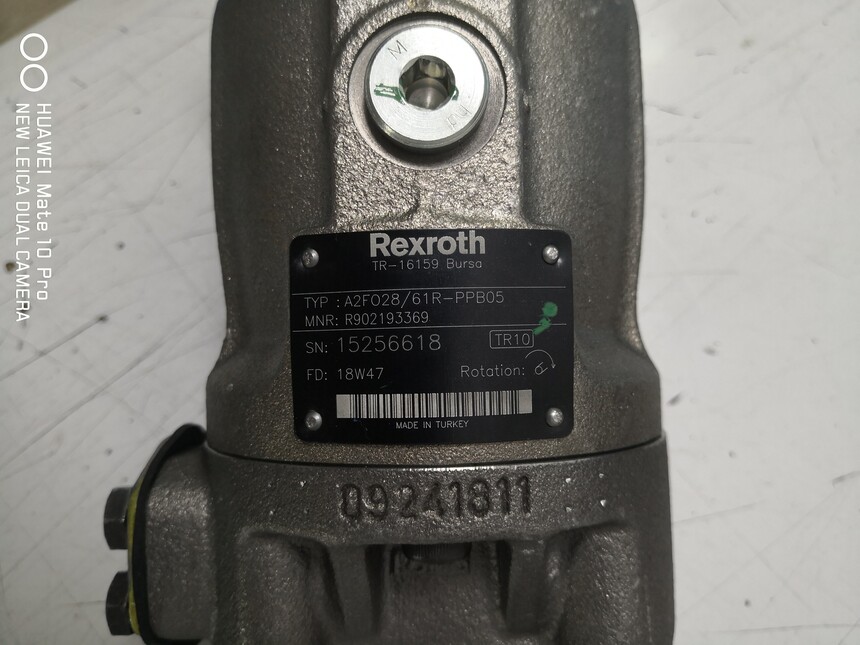 M
Rexroth
TR-16159 Bursa
TYP : A2FO28/61R-PPB05
MNR: R902193369
SN: 15256618 TR10
FD: 18W47 Rotation:
MADE IN TURKEY
09241811
HUAWEI Mate 10 Pro
NEW LEICA DUAL CAMERA